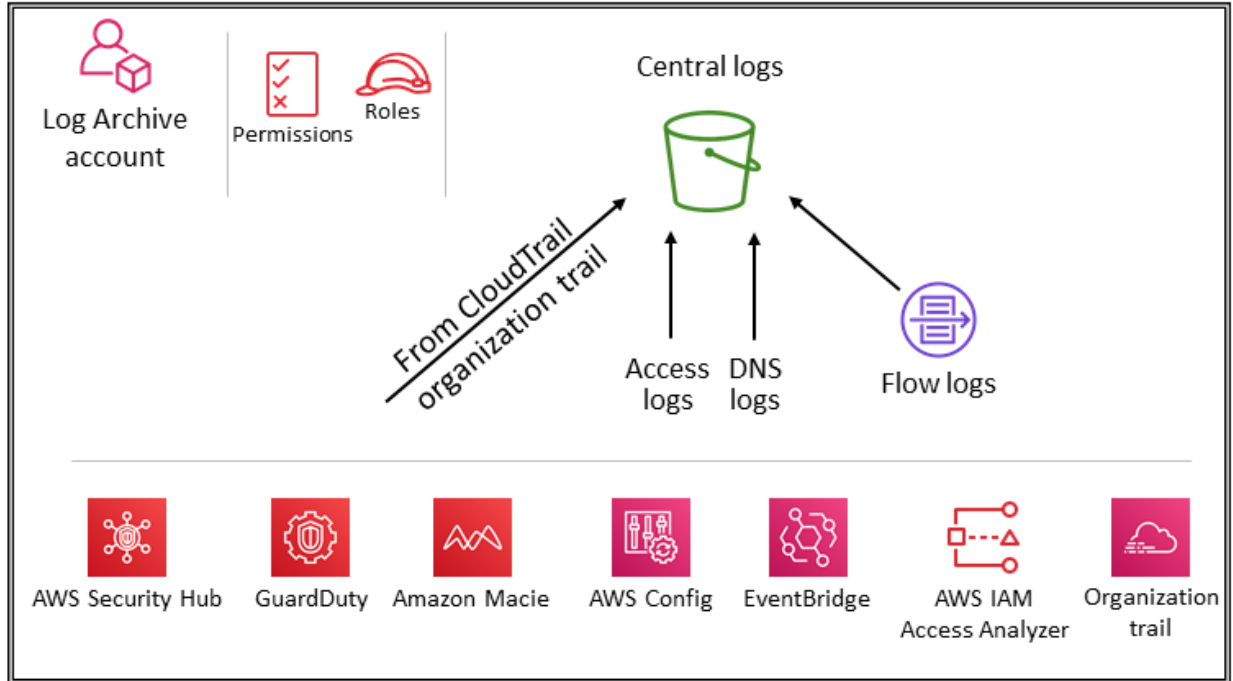 Log Archive
account
Permissions
Roles
Central logs
From CloudTrail
organization trail
Access
logs
DNS
logs
Flow logs
AWS Security Hub
GuardDuty
Amazon Macie
AWS Config
EventBridge
AWS IAM
Access Analyzer
Organization
trail